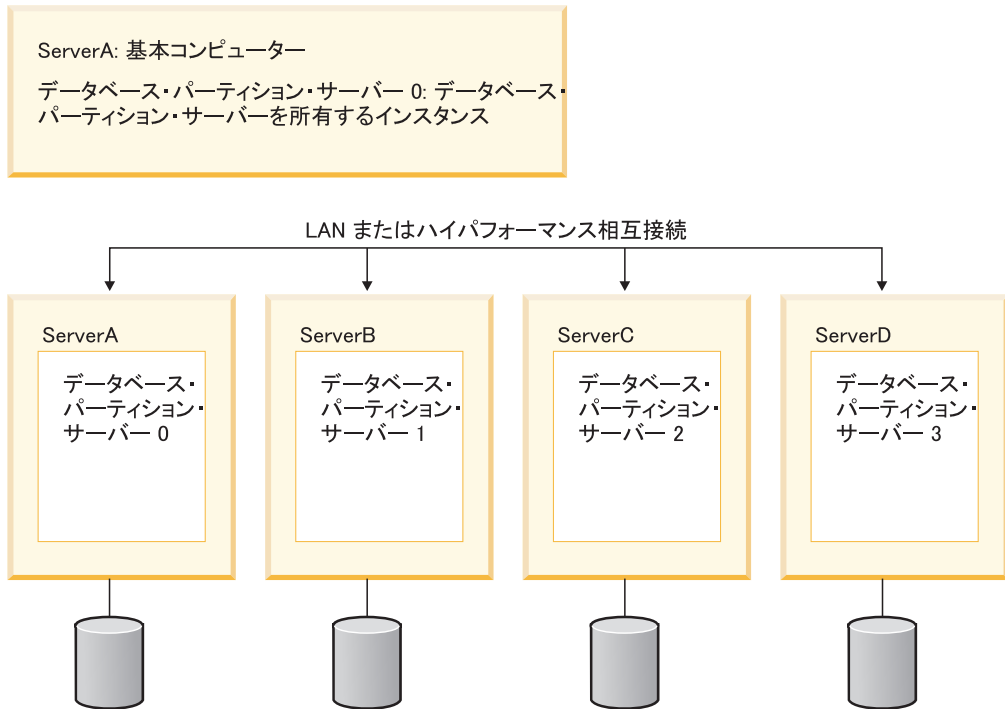 ServerA: 基本コンピューター
データベース・パーティション・サーバー 0: データベース・
パーティション・サーバーを所有するインスタンス
LAN またはハイパフォーマンス相互接続
ServerA
データベース・
パーティション・
サーバー 0
ServerB
データベース・
パーティション・
サーバー 1
ServerC
データベース・
パーティション・
サーバー 2
ServerD
データベース・
パーティション・
サーバー 3